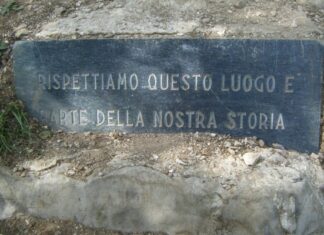 RISPETTIAMO QUESTO LUOGO E
PARTE DELLA NOSTRA STORIA